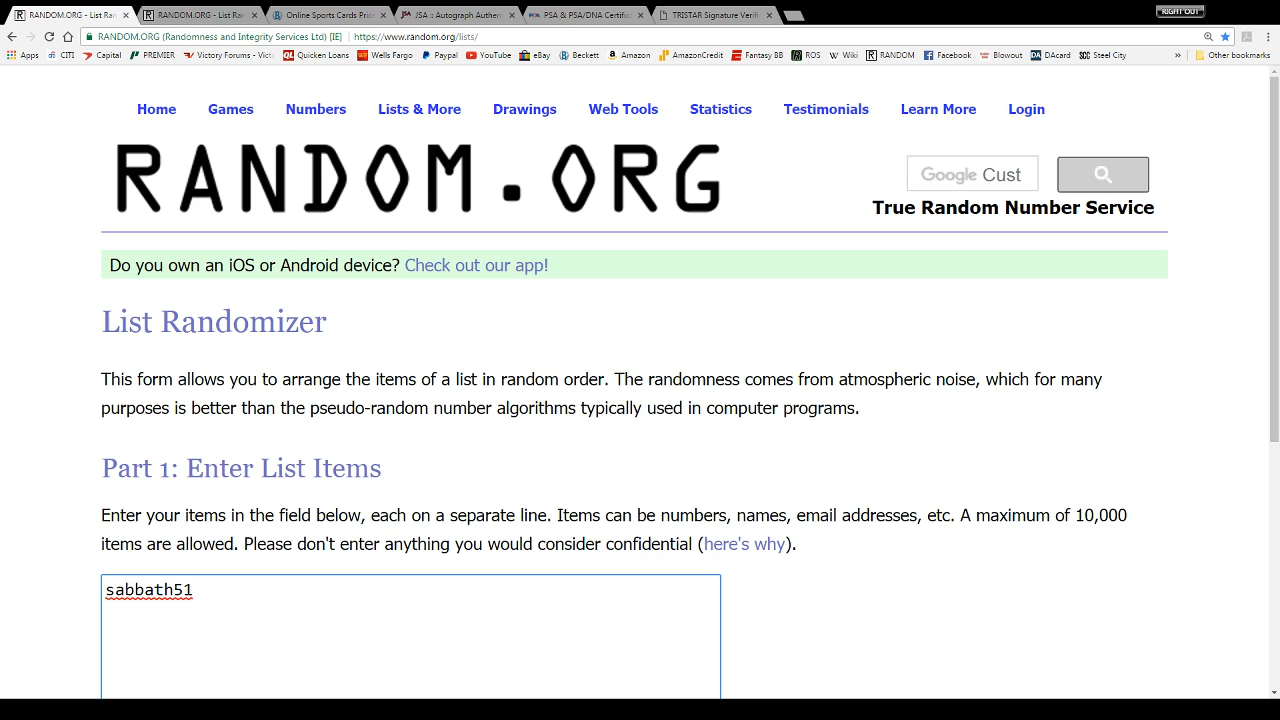 RIGHT OUT
RANDOM.ORG - List Ran
RANDOM.ORG - List Ran
Online Sports Cards Price
JSA :: Autograph Authent
PSA & PSA/DNA Certific
TRISTAR Signature Verifi
RANDOM.ORG (Randomness and Integrity Services Ltd) [IE] https://www.random.org/lists/
Apps CITI Capital PREMIER Victory Forums - V Quicken Loans Wells Fargo Paypal YouTube eBay Beckett Amazon AmazonCredit Fantasy BB ROS Wiki RANDOM Facebook Blowout DAcard Steel City » Other bookmarks
Home Games Numbers Lists & More Drawings Web Tools Statistics Testimonials Learn More Login
RANDOM.ORG
Google Cust
True Random Number Service
Do you own an iOS or Android device? Check out our app!
List Randomizer
This form allows you to arrange the items of a list in random order. The randomness comes from atmospheric noise, which for many
purposes is better than the pseudo-random number algorithms typically used in computer programs.
Part 1: Enter List Items
Enter your items in the field below, each on a separate line. Items can be numbers, names, email addresses, etc. A maximum of 10,000
items are allowed. Please don't enter anything you would consider confidential (here's why).
sabbath51